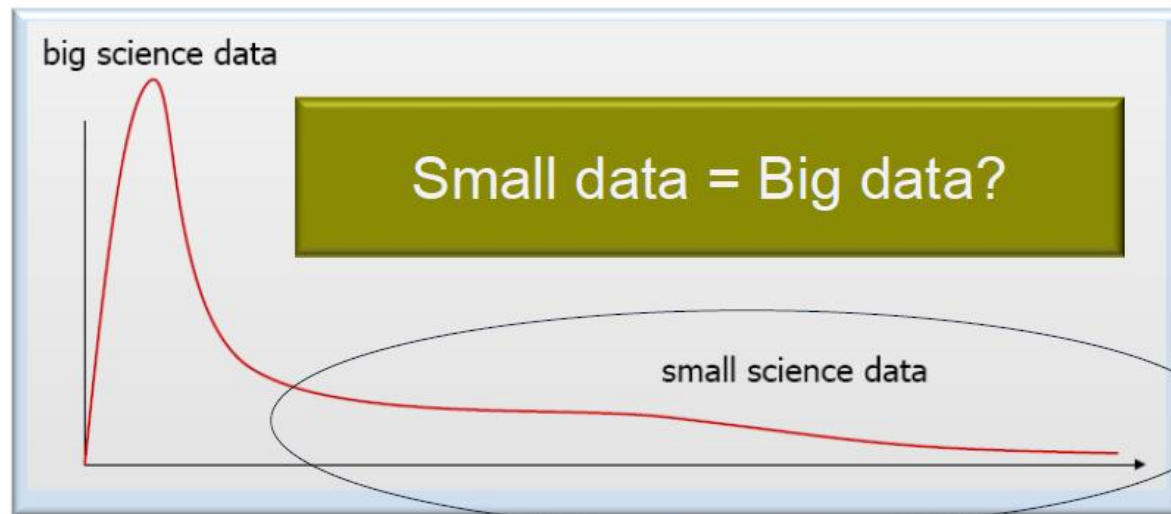 big science data
Small data = Big data?
small science data